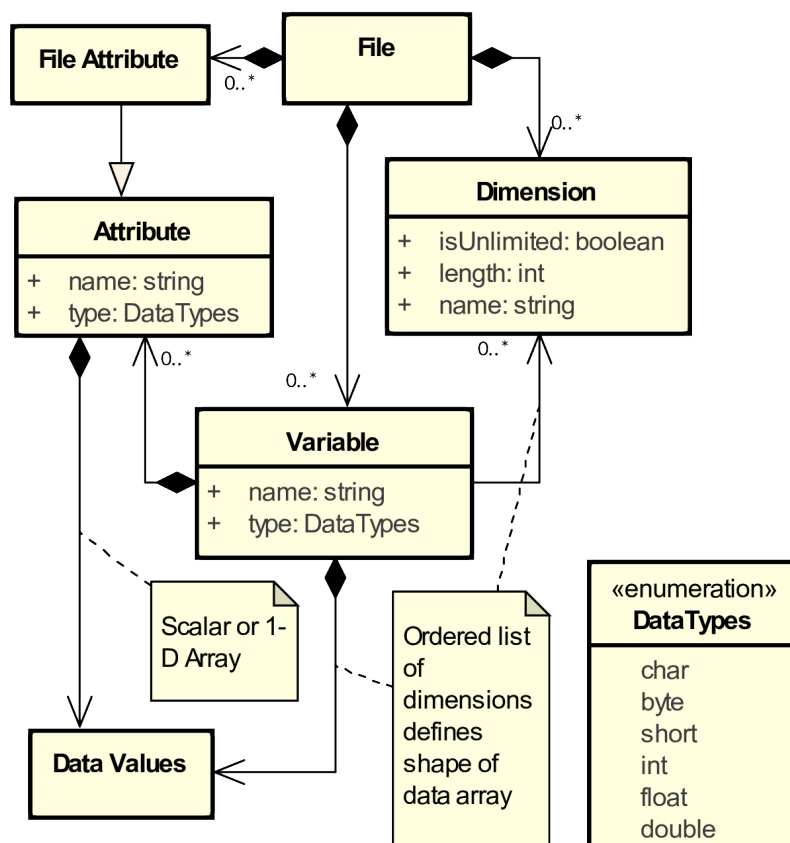 File Attribute
0..*
File
0..*
Dimension
+ isUnlimited: boolean
+ length: int
+ name: string
Attribute
+ name: string
+ type: DataTypes
0..*
0..*
0..*
Variable
+ name: string
+ type: DataTypes
Scalar or 1-
D Array
Ordered list
of
dimensions
defines
shape of
data array
«enumeration»
DataTypes
char
byte
short
int
float
double
Data Values